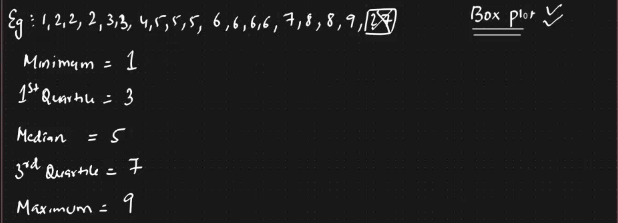 Eg : 1, 2, 2, 2, 3, 3, 4, 5, 5, 5, 6, 6, 6, 6, 7, 8, 8, 9, 27
Box plot
Minimum = 1
1st Quartile = 3
Median = 5
3rd Quartile = 7
Maximum = 9